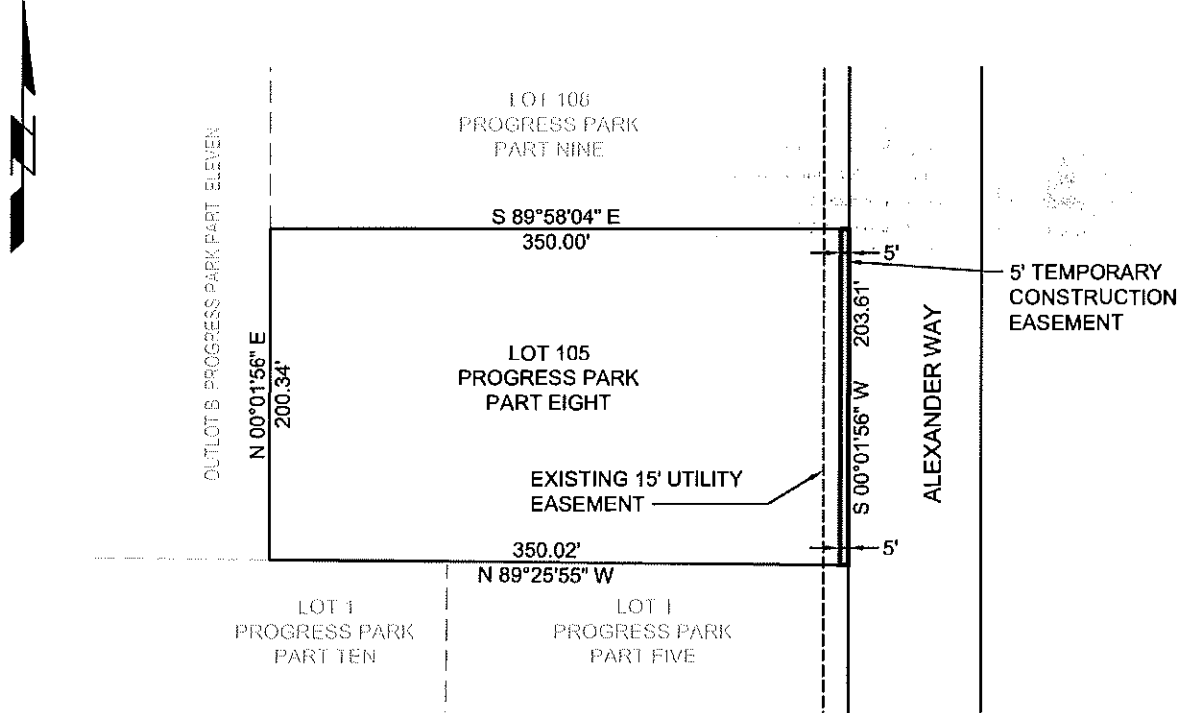 LOT 106
PROGRESS PARK
PART NINE
OUTLOT B PROGRESS PARK PART ELEVEN
S 89°58'04" E
350.00'
5'
5' TEMPORARY
CONSTRUCTION
EASEMENT
N 00°01'56" E
200.34'
LOT 105
PROGRESS PARK
PART EIGHT
S 00°01'56" W 203.61'
ALEXANDER WAY
EXISTING 15' UTILITY
EASEMENT
5'
350.02'
N 89°25'55" W
LOT 1
PROGRESS PARK
PART TEN
LOT 1
PROGRESS PARK
PART FIVE
N